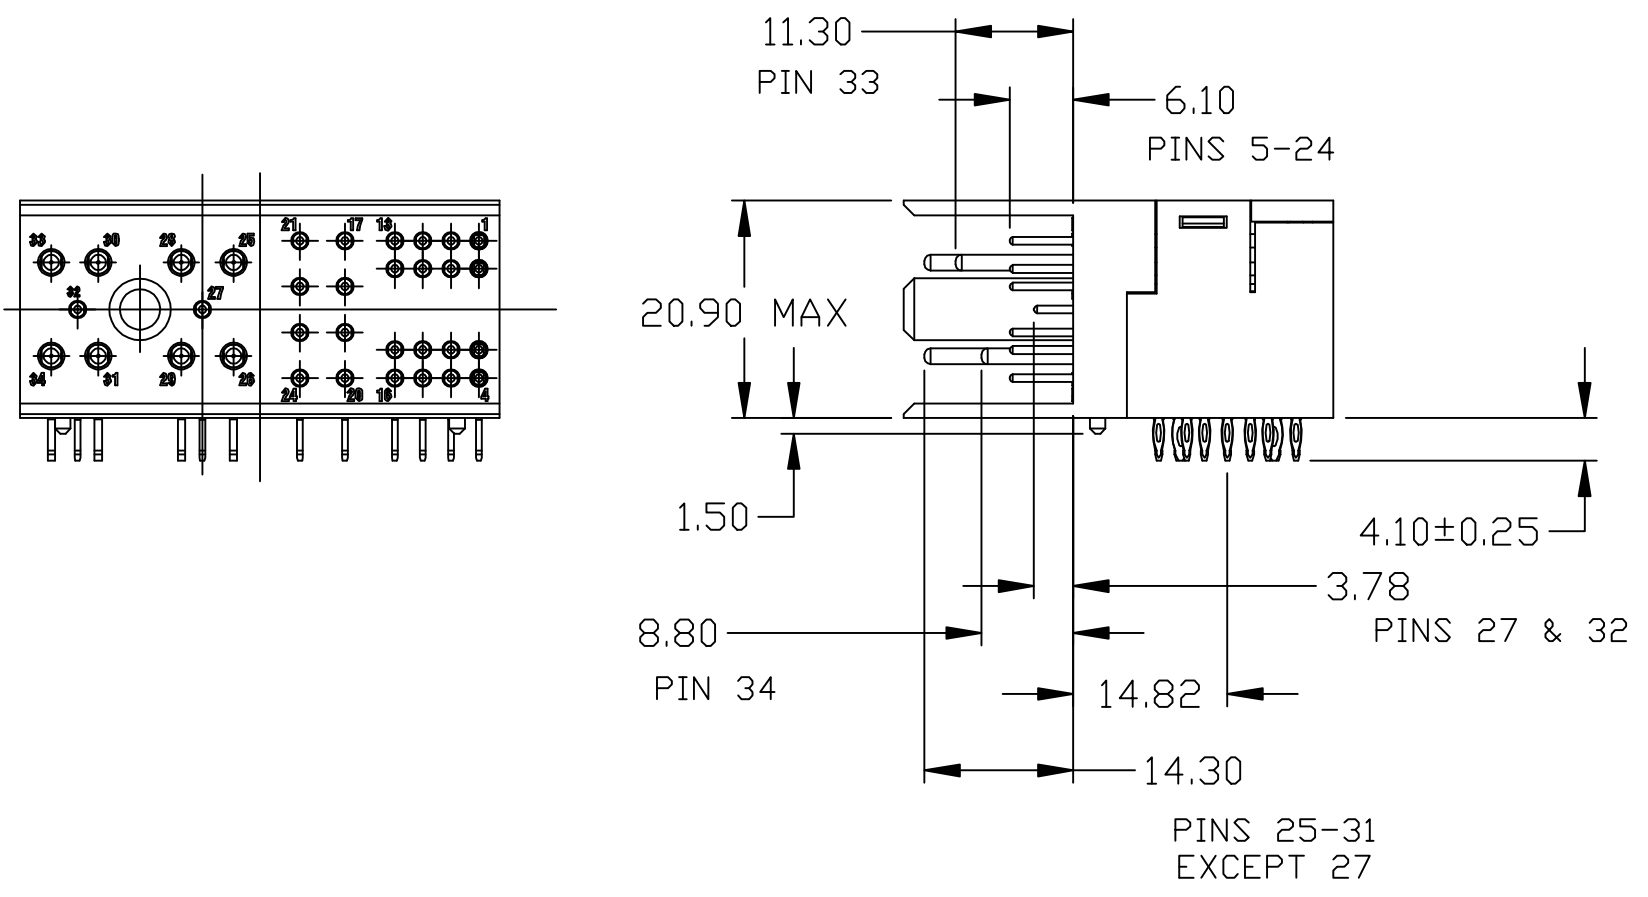 11.30
PIN 33
6.10
PINS 5-24
21 17 13 1
33 30 28 25
32 27
34 31 29 26
24 20 16 4
20.90 MAX
1.50
4.10±0.25
3.78
PINS 27 & 32
8.80
PIN 34
14.82
14.30
PINS 25-31
EXCEPT 27